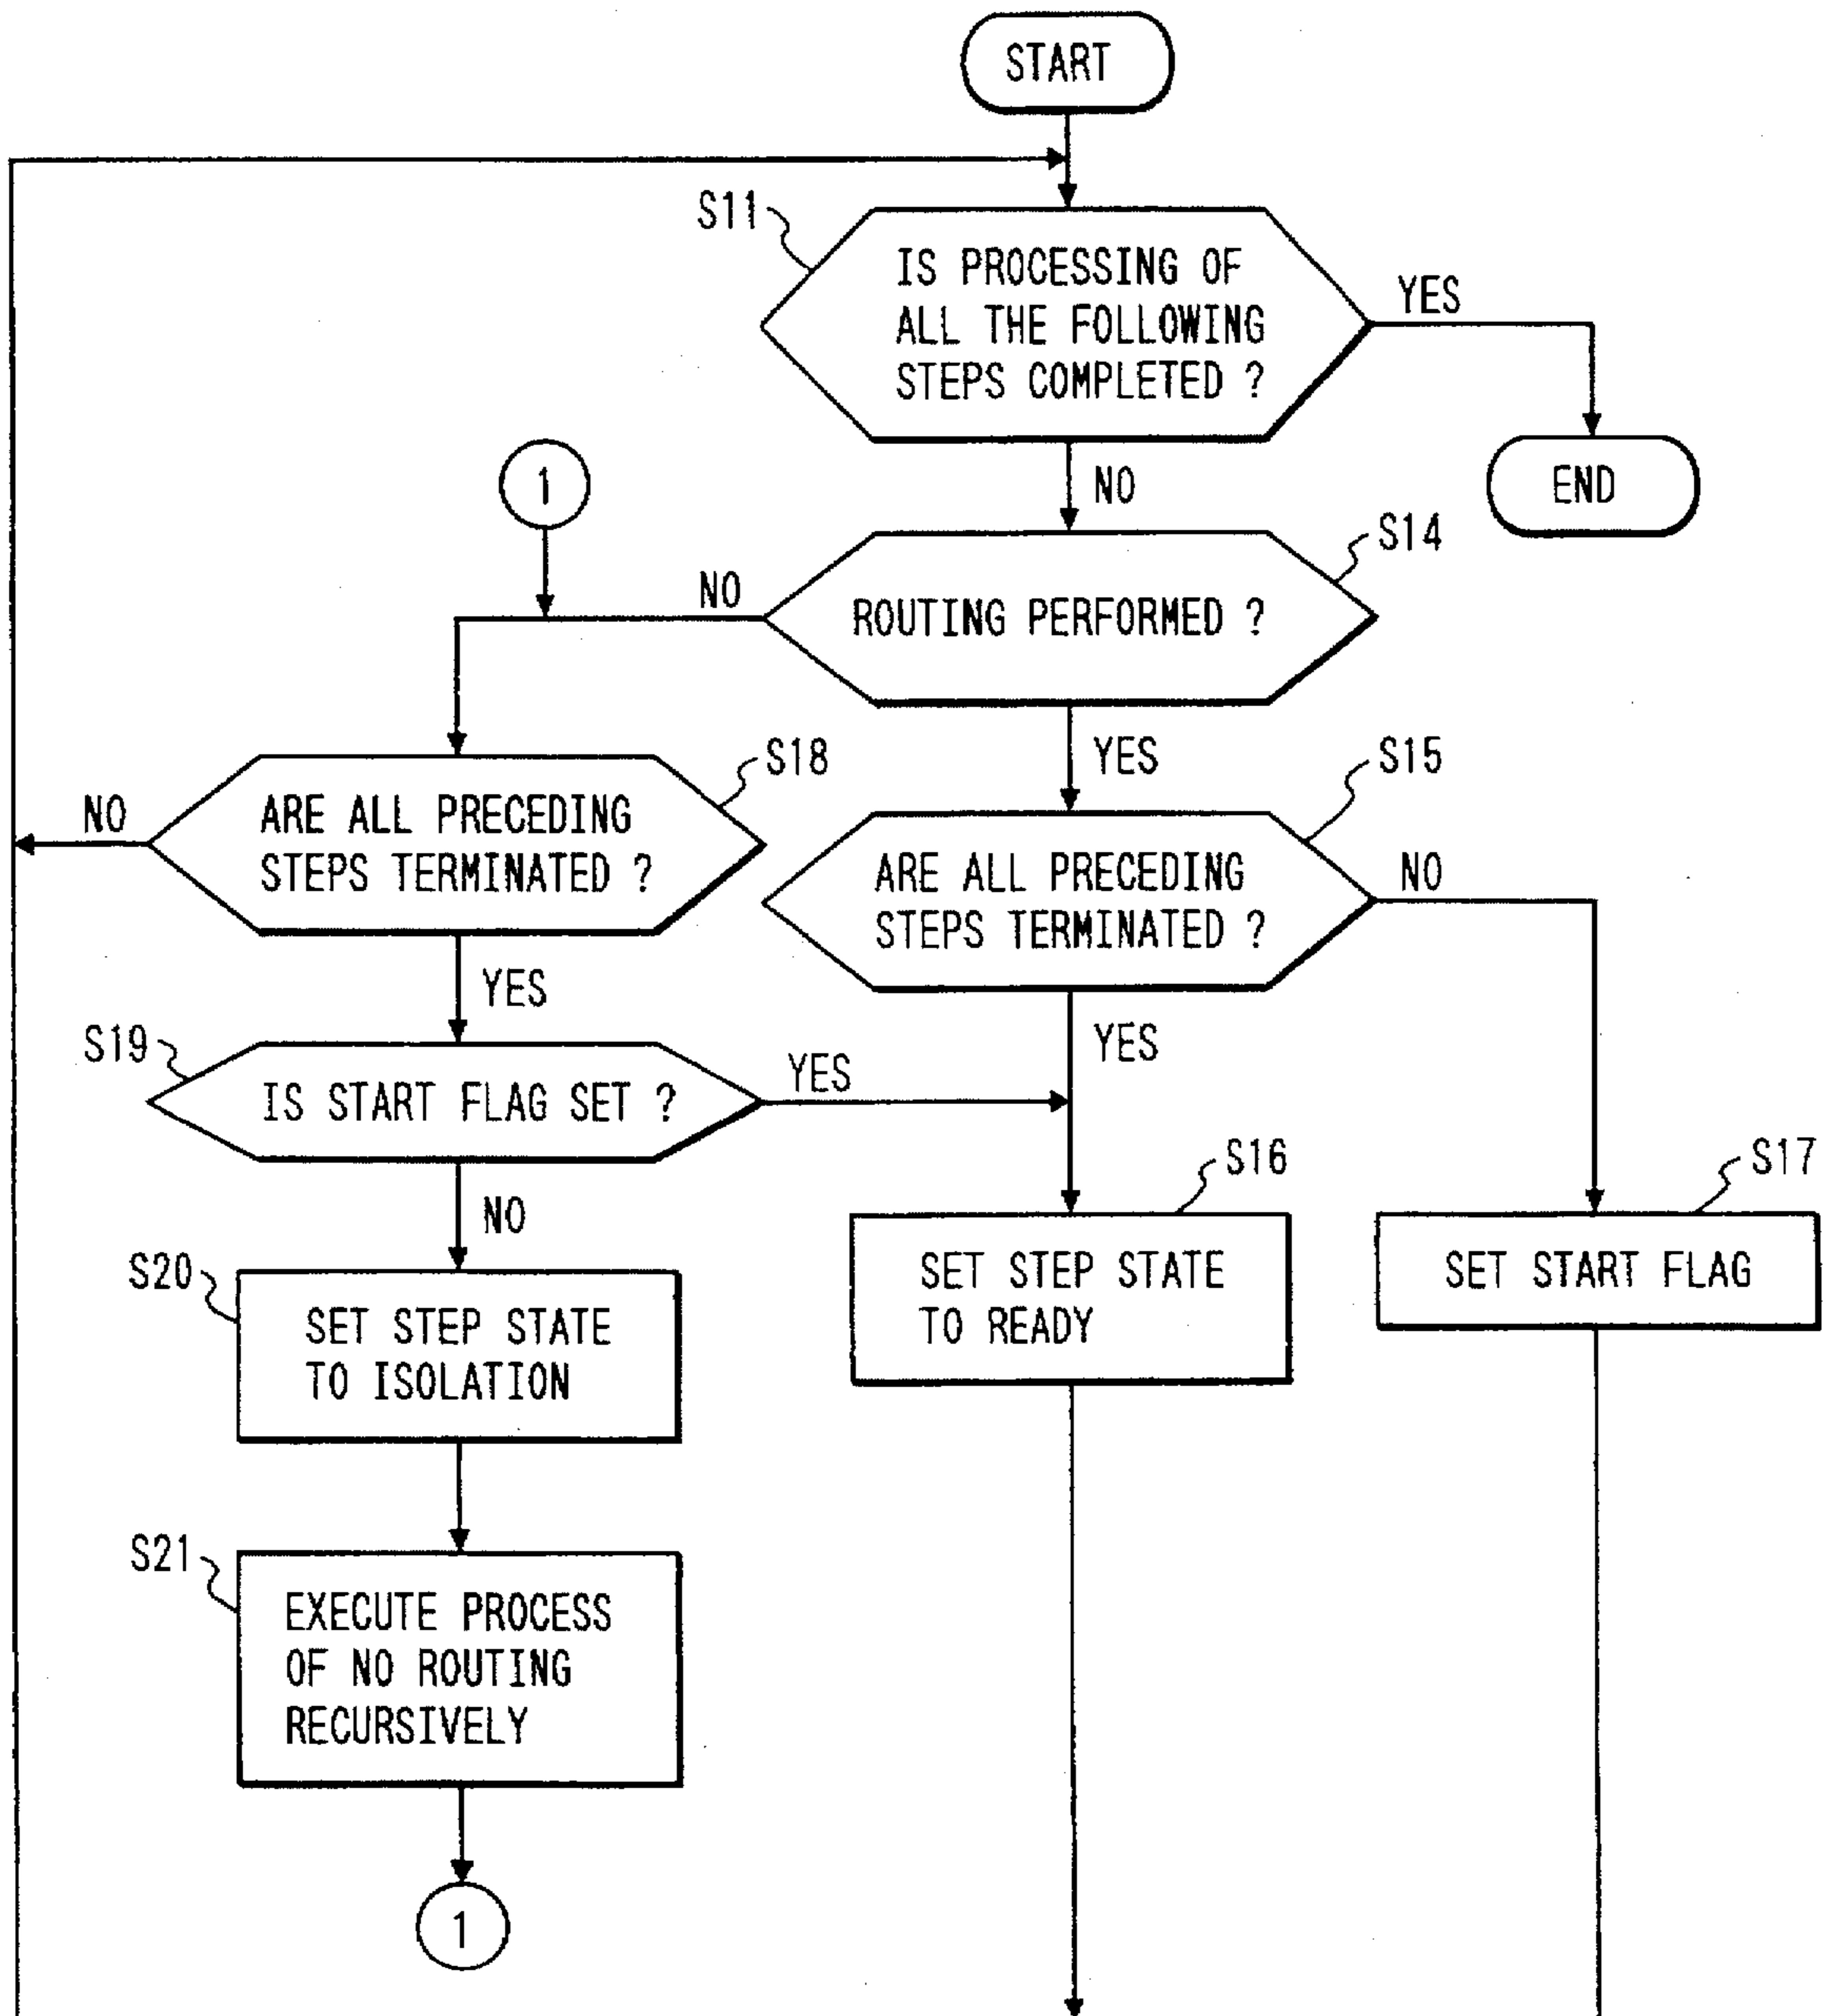 START
S11
IS PROCESSING OF
ALL THE FOLLOWING
STEPS COMPLETED ?
YES
END
NO
1
S14
ROUTING PERFORMED ?
NO
YES
S18
ARE ALL PRECEDING
STEPS TERMINATED ?
NO
YES
S15
ARE ALL PRECEDING
STEPS TERMINATED ?
NO
YES
S19
IS START FLAG SET ?
YES
NO
S16
SET STEP STATE
TO READY
S17
SET START FLAG
S20
SET STEP STATE
TO ISOLATION
S21
EXECUTE PROCESS
OF NO ROUTING
RECURSIVELY
1